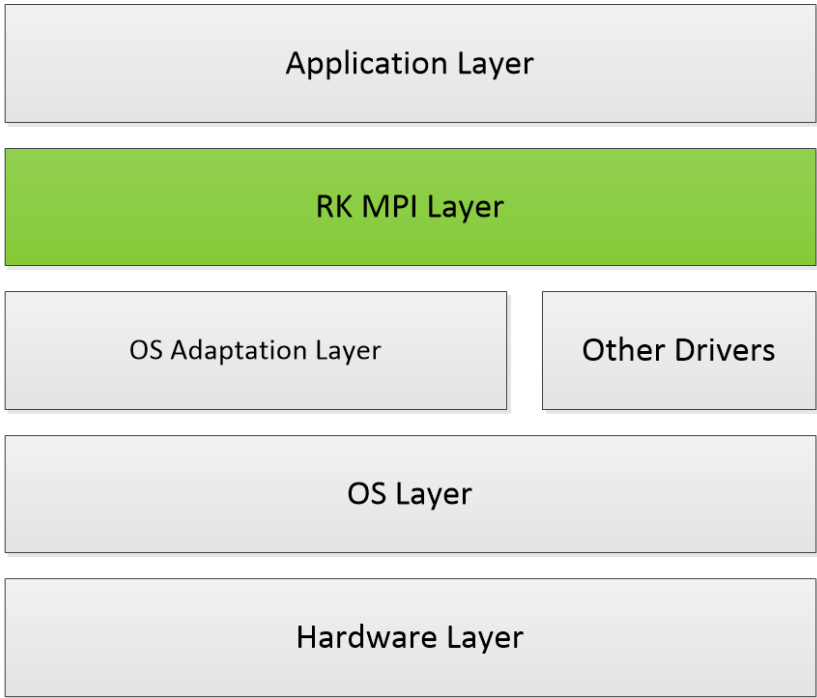 Application Layer
RK MPI Layer
OS Adaptation Layer
Other Drivers
OS Layer
Hardware Layer